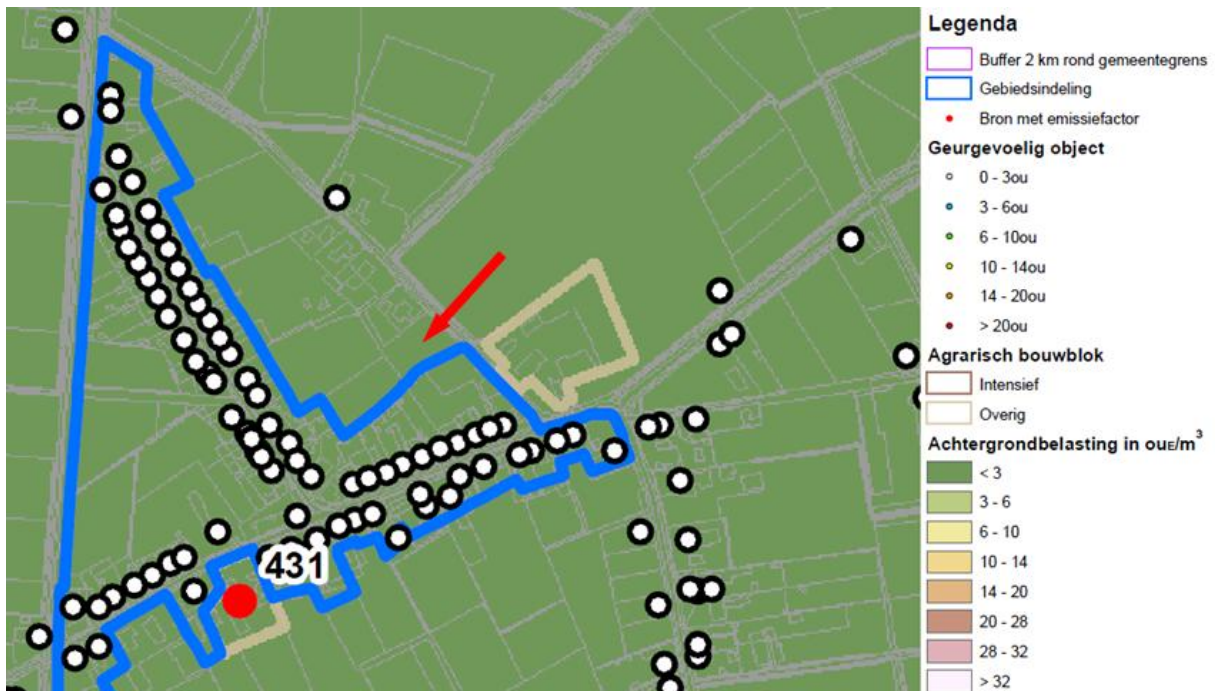 431
Legenda
Buffer 2 km rond gemeentegrens
Gebiedsindeling
Bron met emissiefactor
Geurgevoelig object
0 - 3ou
3 - 6ou
6 - 10ou
10 - 14ou
14 - 20ou
> 20ou
Agrarisch bouwblok
Intensief
Overig
Achtergrondbelasting in ouE/m³
< 3
3 - 6
6 - 10
10 - 14
14 - 20
20 - 28
28 - 32
> 32